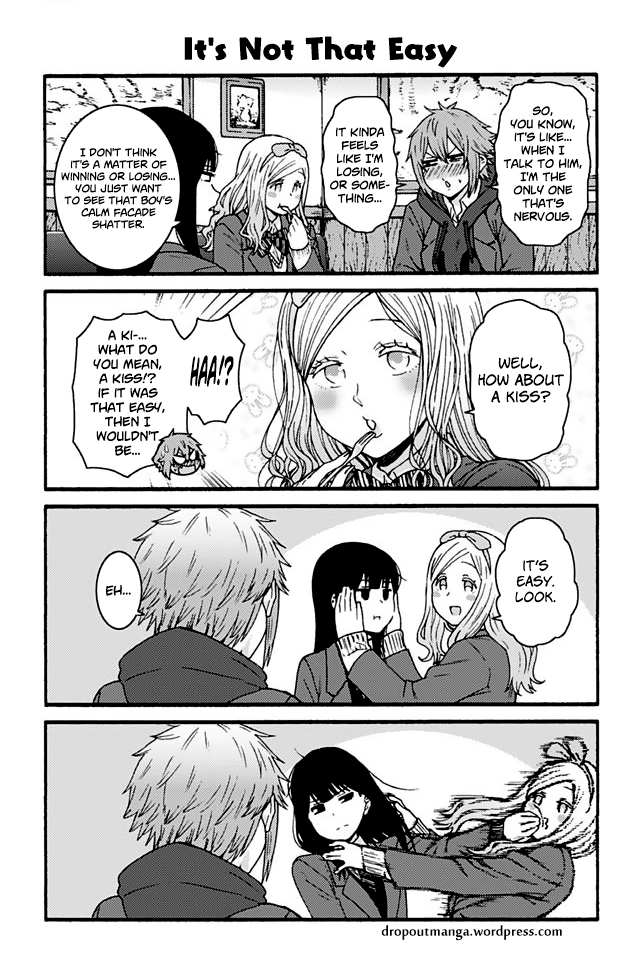 It's Not That Easy
SO,
YOU KNOW,
IT'S LIKE...
WHEN I
TALK TO HIM,
I'M THE
ONLY ONE
THAT'S
NERVOUS.
IT KINDA
FEELS
LIKE I'M
LOSING,
OR SOME-
THING...
I DON'T THINK
IT'S A MATTER OF
WINNING OR LOSING...
YOU JUST WANT
TO SEE THAT BOY'S
CALM FACADE
SHATTER.
WELL,
HOW ABOUT
A KISS?
HAA!?
A KI-...
WHAT DO
YOU MEAN,
A KISS!?
IF IT WAS
THAT EASY,
THEN I
WOULDN'T
BE...
IT'S
EASY.
LOOK.
EH...
dropoutmanga.wordpress.com